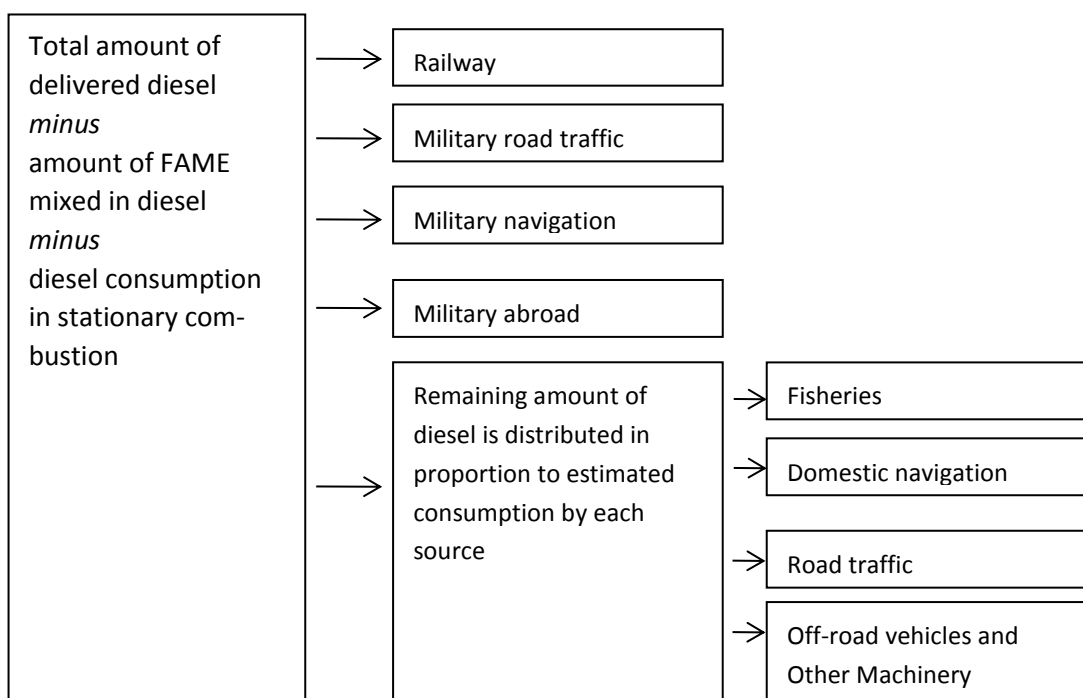 Total amount of
delivered diesel
minus
amount of FAME
mixed in diesel
minus
diesel consumption
in stationary com-
bustion
Railway
Military road traffic
Military navigation
Military abroad
Remaining amount of
diesel is distributed in
proportion to estimated
consumption by each
source
Fisheries
Domestic navigation
Road traffic
Off-road vehicles and
Other Machinery